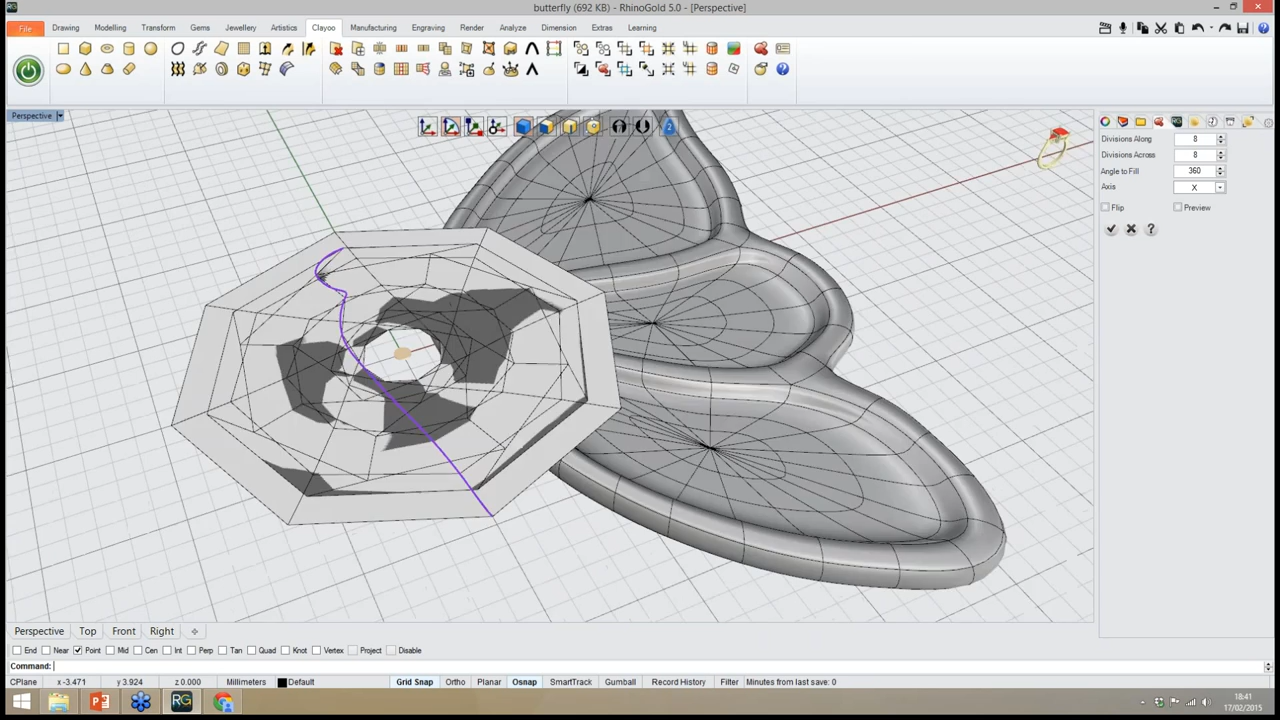 butterfly (692 KB) - RhinoGold 5.0 - [Perspective]
File Drawing Modelling Transform Gems Jewellery Artistics Clayoo Manufacturing Engraving Render Analyze Dimension Extras Learning
Perspective
Divisions Along 8
Divisions Across 8
Angle to Fill 360
Axis X
Flip Preview
2
Perspective Top Front Right
End Near Point Mid Cen Int Perp Tan Quad Knot Vertex Project Disable
Command:
CPlane x -3.471 y 3.924 z 0.000 Millimeters Default Grid Snap Ortho Planar Osnap SmartTrack Gumball Record History Filter Minutes from last save: 0
RG
18:41
17/02/2015